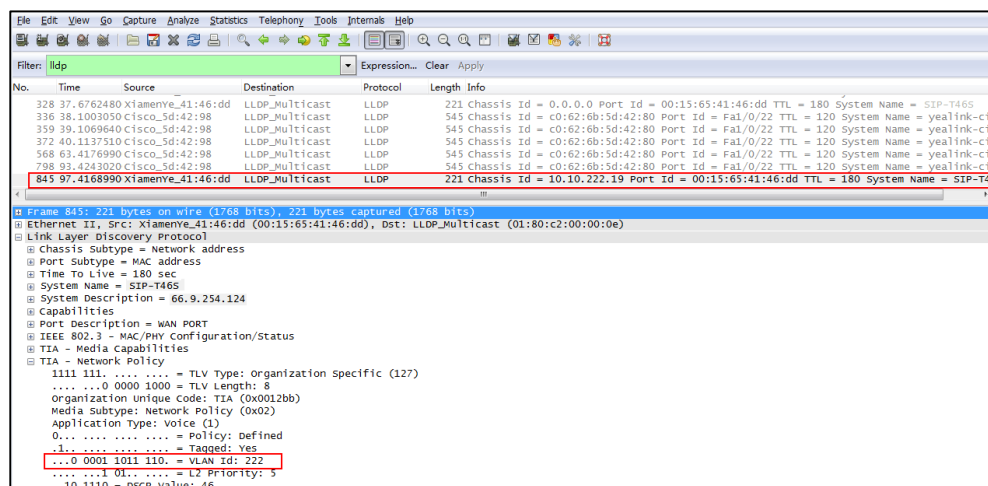 File Edit View Go Capture Analyze Statistics Telephony Tools Internals Help
Filter: lldp Expression... Clear Apply
No. Time Source Destination Protocol Length Info
328 37.6762480 XiamenYe_41:46:dd LLDP_Multicast LLDP 221 Chassis Id = 0.0.0.0 Port Id = 00:15:65:41:46:dd TTL = 180 System Name = SIP-T46S
336 38.1003050 Cisco_5d:42:98 LLDP_Multicast LLDP 545 Chassis Id = c0:62:6b:5d:42:80 Port Id = Fa1/0/22 TTL = 120 System Name = yealink-ci
359 39.1069640 Cisco_5d:42:98 LLDP_Multicast LLDP 545 Chassis Id = c0:62:6b:5d:42:80 Port Id = Fa1/0/22 TTL = 120 System Name = yealink-ci
372 40.1137510 Cisco_5d:42:98 LLDP_Multicast LLDP 545 Chassis Id = c0:62:6b:5d:42:80 Port Id = Fa1/0/22 TTL = 120 System Name = yealink-ci
568 63.4176990 Cisco_5d:42:98 LLDP_Multicast LLDP 545 Chassis Id = c0:62:6b:5d:42:80 Port Id = Fa1/0/22 TTL = 120 System Name = yealink-ci
798 93.4243020 Cisco_5d:42:98 LLDP_Multicast LLDP 545 Chassis Id = c0:62:6b:5d:42:80 Port Id = Fa1/0/22 TTL = 120 System Name = yealink-ci
845 97.4168990 XiamenYe_41:46:dd LLDP_Multicast LLDP 221 Chassis Id = 10.10.222.19 Port Id = 00:15:65:41:46:dd TTL = 180 System Name = SIP-T4
Frame 845: 221 bytes on wire (1768 bits), 221 bytes captured (1768 bits)
Ethernet II, Src: XiamenYe_41:46:dd (00:15:65:41:46:dd), Dst: LLDP_Multicast (01:80:c2:00:00:0e)
Link Layer Discovery Protocol
Chassis Subtype = Network address
Port Subtype = MAC address
Time To Live = 180 sec
System Name = SIP-T46S
System Description = 66.9.254.124
Capabilities
Port Description = WAN PORT
IEEE 802.3 - MAC/PHY Configuration/Status
TIA - Media Capabilities
TIA - Network Policy
1111 111. .... .... = TLV Type: Organization Specific (127)
.... ...0 0000 1000 = TLV Length: 8
Organization Unique Code: TIA (0x0012bb)
Media Subtype: Network Policy (0x02)
Application Type: Voice (1)
0... .... .... .... = Policy: Defined
.1.. .... .... .... = Tagged: Yes
...0 0001 1011 110. = VLAN Id: 222
.... ...1 01.. .... = L2 Priority: 5
..10 1110 = DSCP Value: 46